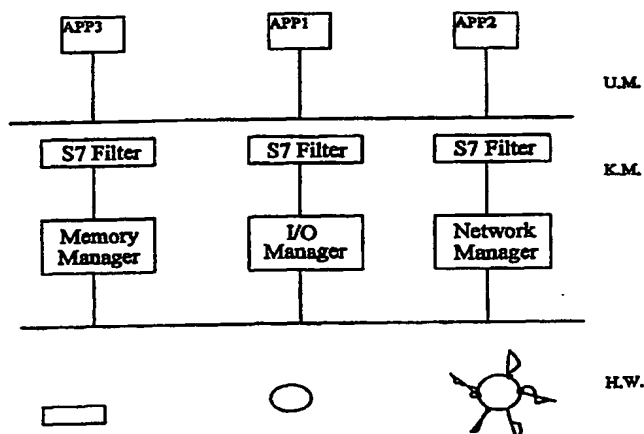 APP3
APP1
APP2
U.M.
S7 Filter
S7 Filter
S7 Filter
K.M.
Memory
Manager
I/O
Manager
Network
Manager
H.W.